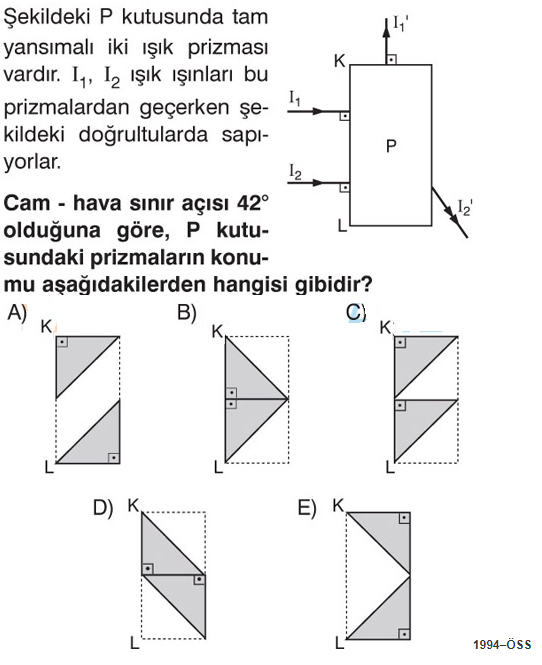 Şekildeki P kutusunda tam
yansımalı iki ışık prizması
vardır. I₁, I₂ ışık ışınları bu
prizmalardan geçerken şe-
kildeki doğrultularda sapı-
yorlar.
Cam - hava sınır açısı 42°
olduğuna göre, P kutu-
sundaki prizmaların konu-
mu aşağıdakilerden hangisi gibidir?
I₁'
K
I₁
P
I₂
I₂'
L
A) K
L
B) K
L
C) K
L
D) K
L
E) K
L
1994–ÖSS